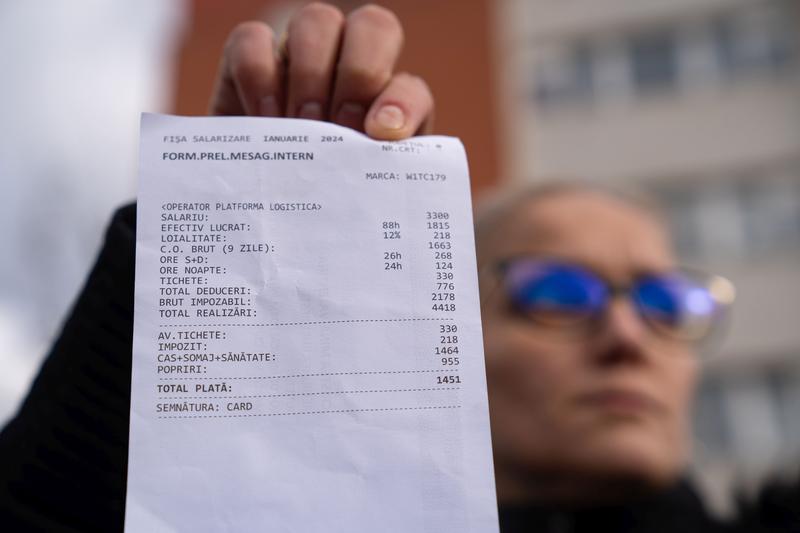 FIȘA SALARIZARE IANUARIE 2024
NR.CRT:
FORM.PREL.MESAG.INTERN
MARCA: W1TC179
<OPERATOR PLATFORMA LOGISTICA>
SALARIU: 3300
EFECTIV LUCRAT: 88h 1815
LOIALITATE: 12% 218
C.O. BRUT (9 ZILE): 1663
ORE S+D: 26h 268
ORE NOAPTE: 24h 124
TICHETE: 330
TOTAL DEDUCERI: 776
BRUT IMPOZABIL: 2178
TOTAL REALIZĂRI: 4418
AV.TICHETE: 330
IMPOZIT: 218
CAS+SOMAJ+SĂNĂTATE: 1464
POPRIRI: 955
TOTAL PLATĂ: 1451
SEMNĂTURA: CARD